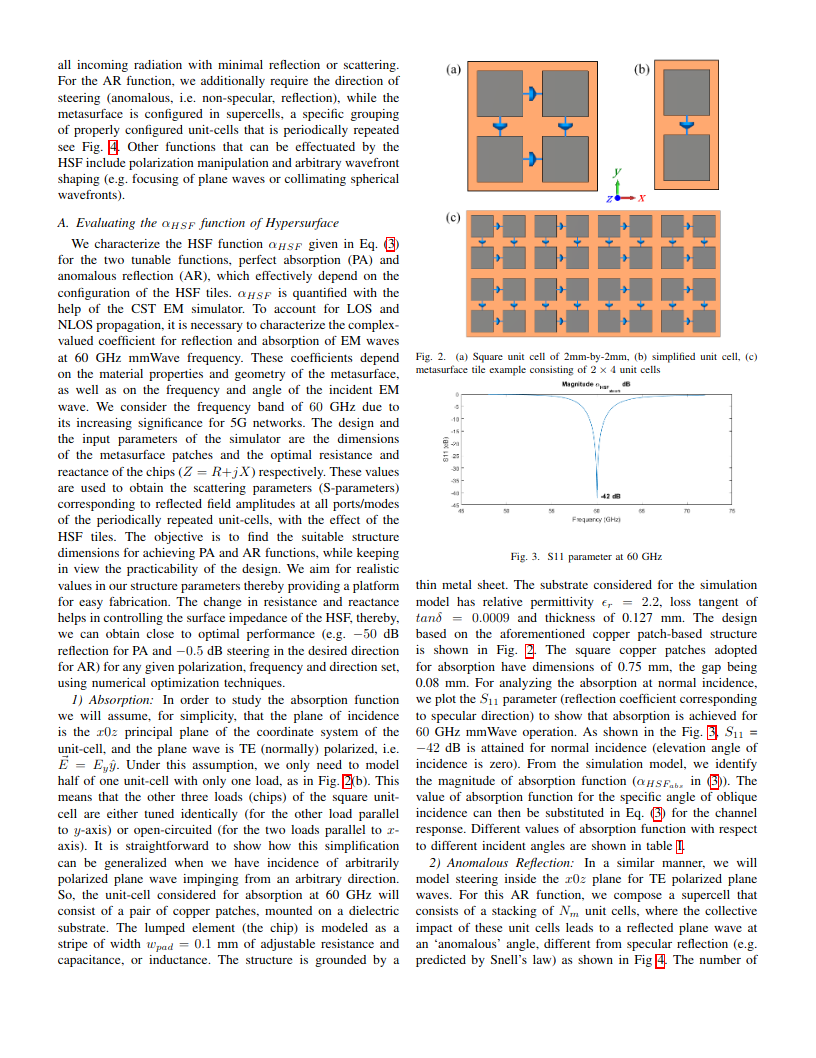 all incoming radiation with minimal reflection or scattering.
For the AR function, we additionally require the direction of
steering (anomalous, i.e. non-specular, reflection), while the
metasurface is configured in supercells, a specific grouping
of properly configured unit-cells that is periodically repeated
see Fig. 4. Other functions that can be effectuated by the
HSF include polarization manipulation and arbitrary wavefront
shaping (e.g. focusing of plane waves or collimating spherical
wavefronts).
A. Evaluating the α_{HSF} function of Hypersurface
We characterize the HSF function α_{HSF} given in Eq. (3)
for the two tunable functions, perfect absorption (PA) and
anomalous reflection (AR), which effectively depend on the
configuration of the HSF tiles. α_{HSF} is quantified with the
help of the CST EM simulator. To account for LOS and
NLOS propagation, it is necessary to characterize the complex-
valued coefficient for reflection and absorption of EM waves
at 60 GHz mmWave frequency. These coefficients depend
on the material properties and geometry of the metasurface,
as well as on the frequency and angle of the incident EM
wave. We consider the frequency band of 60 GHz due to
its increasing significance for 5G networks. The design and
the input parameters of the simulator are the dimensions
of the metasurface patches and the optimal resistance and
reactance of the chips (Z = R+jX) respectively. These values
are used to obtain the scattering parameters (S-parameters)
corresponding to reflected field amplitudes at all ports/modes
of the periodically repeated unit-cells, with the effect of the
HSF tiles. The objective is to find the suitable structure
dimensions for achieving PA and AR functions, while keeping
in view the practicability of the design. We aim for realistic
values in our structure parameters thereby providing a platform
for easy fabrication. The change in resistance and reactance
helps in controlling the surface impedance of the HSF, thereby,
we can obtain close to optimal performance (e.g. −50 dB
reflection for PA and −0.5 dB steering in the desired direction
for AR) for any given polarization, frequency and direction set,
using numerical optimization techniques.
1) Absorption: In order to study the absorption function
we will assume, for simplicity, that the plane of incidence
is the x0z principal plane of the coordinate system of the
unit-cell, and the plane wave is TE (normally) polarized, i.e.
E⃗ = E_yŷ. Under this assumption, we only need to model
half of one unit-cell with only one load, as in Fig. 2(b). This
means that the other three loads (chips) of the square unit-
cell are either tuned identically (for the other load parallel
to y-axis) or open-circuited (for the two loads parallel to x-
axis). It is straightforward to show how this simplification
can be generalized when we have incidence of arbitrarily
polarized plane wave impinging from an arbitrary direction.
So, the unit-cell considered for absorption at 60 GHz will
consist of a pair of copper patches, mounted on a dielectric
substrate. The lumped element (the chip) is modeled as a
stripe of width w_{pad} = 0.1 mm of adjustable resistance and
capacitance, or inductance. The structure is grounded by a
(a)
(b)
y
z
x
(c)
Fig. 2. (a) Square unit cell of 2mm-by-2mm, (b) simplified unit cell, (c)
metasurface tile example consisting of 2 × 4 unit cells
Magnitude α_{HSF_{absorb}} dB
0
-5
-10
-15
-20
-25
-30
-35
-40
-45
S11 (dB)
-42 dB
45 50 55 60 65 70 75
Frequency (GHz)
Fig. 3. S11 parameter at 60 GHz
thin metal sheet. The substrate considered for the simulation
model has relative permittivity ϵ_r = 2.2, loss tangent of
tanδ = 0.0009 and thickness of 0.127 mm. The design
based on the aforementioned copper patch-based structure
is shown in Fig. 2. The square copper patches adopted
for absorption have dimensions of 0.75 mm, the gap being
0.08 mm. For analyzing the absorption at normal incidence,
we plot the S_{11} parameter (reflection coefficient corresponding
to specular direction) to show that absorption is achieved for
60 GHz mmWave operation. As shown in the Fig. 3, S_{11} =
−42 dB is attained for normal incidence (elevation angle of
incidence is zero). From the simulation model, we identify
the magnitude of absorption function (α_{HSF_{abs}} in (3)). The
value of absorption function for the specific angle of oblique
incidence can then be substituted in Eq. (3) for the channel
response. Different values of absorption function with respect
to different incident angles are shown in table I.
2) Anomalous Reflection: In a similar manner, we will
model steering inside the x0z plane for TE polarized plane
waves. For this AR function, we compose a supercell that
consists of a stacking of N_m unit cells, where the collective
impact of these unit cells leads to a reflected plane wave at
an ‘anomalous’ angle, different from specular reflection (e.g.
predicted by Snell’s law) as shown in Fig 4. The number of